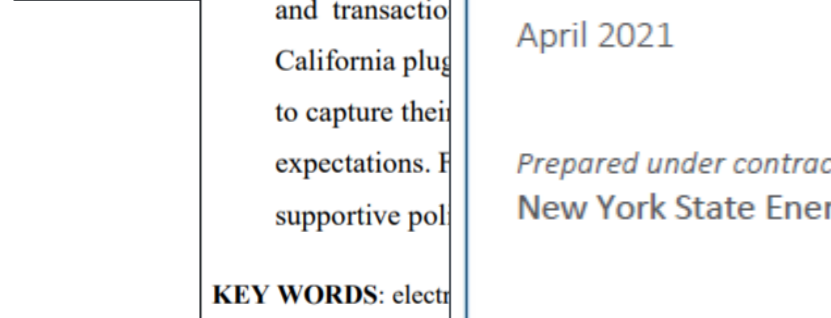 and transactio
California plug
to capture thei
expectations. F
supportive poli
KEY WORDS: electr
April 2021
Prepared under contrac
New York State Ener